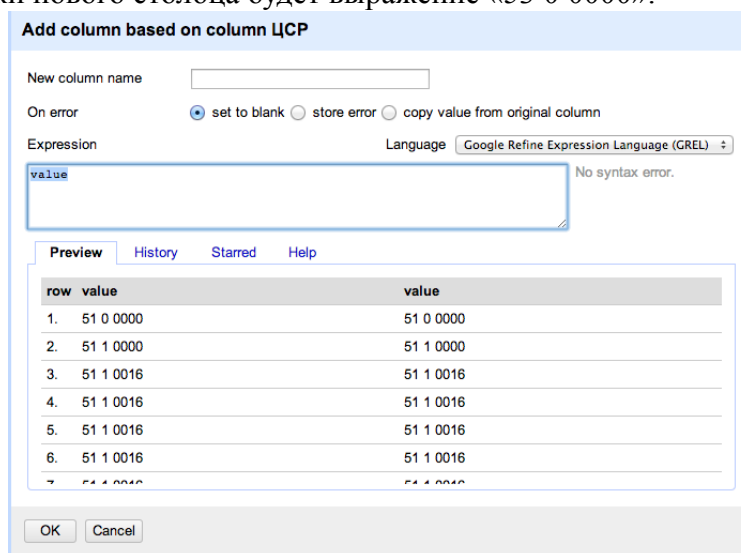 нового столбца будет выражение
Add column based on column ЦСР
New column name
On error set to blank store error copy value from original column
Expression Language Google Refine Expression Language (GREL)
value No syntax error.
Preview History Starred Help
row value value
1. 51 0 0000 51 0 0000
2. 51 1 0000 51 1 0000
3. 51 1 0016 51 1 0016
4. 51 1 0016 51 1 0016
5. 51 1 0016 51 1 0016
6. 51 1 0016 51 1 0016
OK Cancel